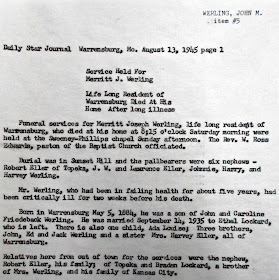 WERLING, JOHN M.
item #5
Daily Star Journal Warrensburg, Mo. August 13, 1945 page 1
Service Held For
Merritt J. Werling
Life Long Resident of
Warrensburg Died At His
Home After long illness
Funeral services for Merritt Joseph Werling, life long resident of
Warrensburg, who died at his home at 3;15 o'clock Saturday morning were
held at the Sweeney-Phillips chapel Sunday afternoon. The Rev. W. Ross
Edwards, paston of the Baptist Church officiated.
Burial was in Sunset Hill and the pallbearers were six nephews -
Robert Eller of Topeka, J. W. and Lawrence Eller, Johnnie, Harry, and
Harvey Werling.
Mr. Werling, who had been in failing health for about five years, had
been critically ill for two weeks before his death.
Born in Warrensburg May 5, 1884, he was a son of John and Caroline
Friedebock Werling. He was married September 14, 1935 to Ethel Lockard,
who is left. There is also one child, Ada Louise; Three brothers,
John, Ed and Jack Werling and a sister Mrs. Harvey Eller, all of
Warrensburg.
Relatives here from out of town for the services were the nephew,
Robert Eller, his family; of Topeka and Braden Lockard, a brother
of Mrs. Werling, and his family of Kansas City.